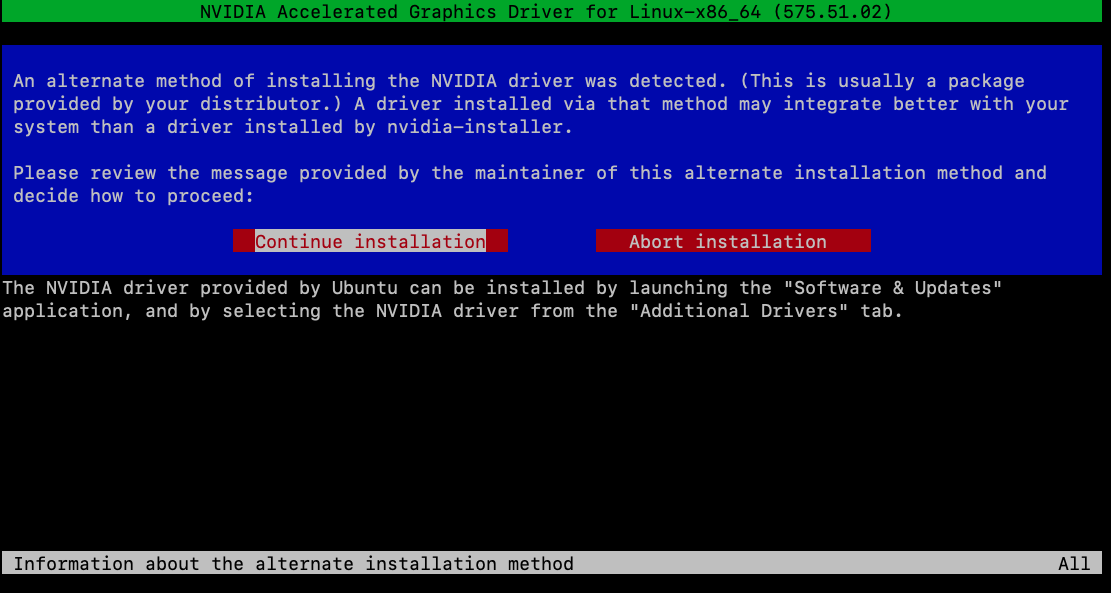 NVIDIA Accelerated Graphics Driver for Linux-x86_64 (575.51.02)
An alternate method of installing the NVIDIA driver was detected. (This is usually a package
provided by your distributor.) A driver installed via that method may integrate better with your
system than a driver installed by nvidia-installer.
Please review the message provided by the maintainer of this alternate installation method and
decide how to proceed:
Continue installation Abort installation
The NVIDIA driver provided by Ubuntu can be installed by launching the "Software & Updates"
application, and by selecting the NVIDIA driver from the "Additional Drivers" tab.
Information about the alternate installation method All